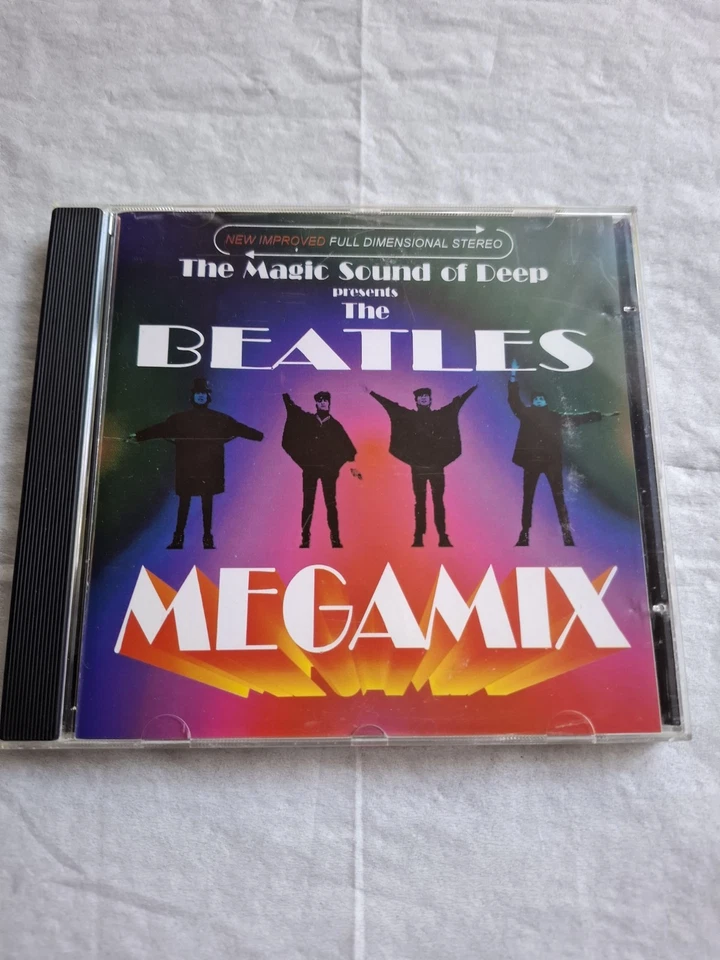 NEW IMPROVED FULL DIMENSIONAL STEREO
The Magic Sound of Deep
presents
The
BEATLES
MEGAMIX